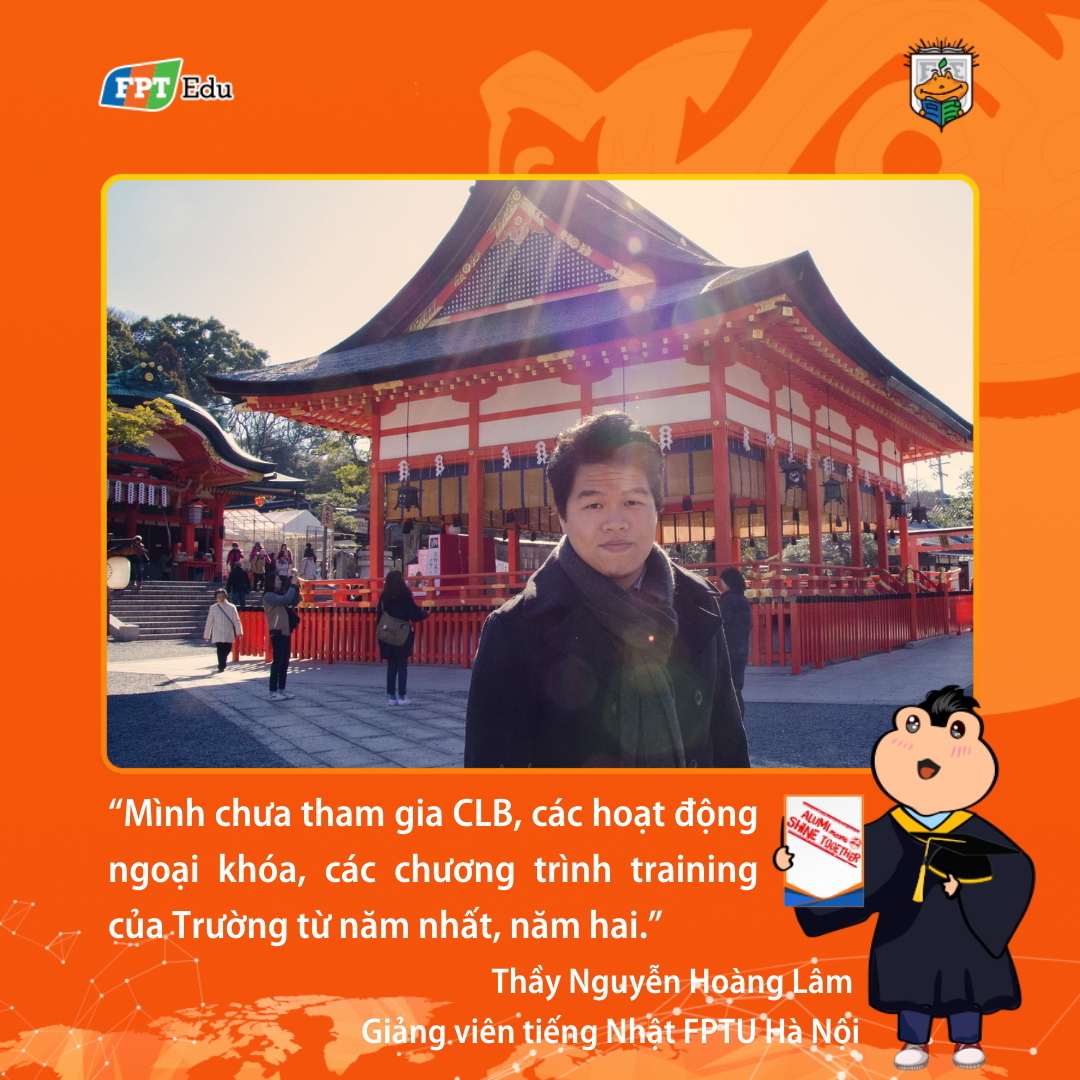 FPT Edu
“Mình chưa tham gia CLB, các hoạt động
ngoại khóa, các chương trình training
của Trường từ năm nhất, năm hai.”
ALUMI
SHINE TOGETHER
Thầy Nguyễn Hoàng Lâm
Giảng viên tiếng Nhật FPTU Hà Nội